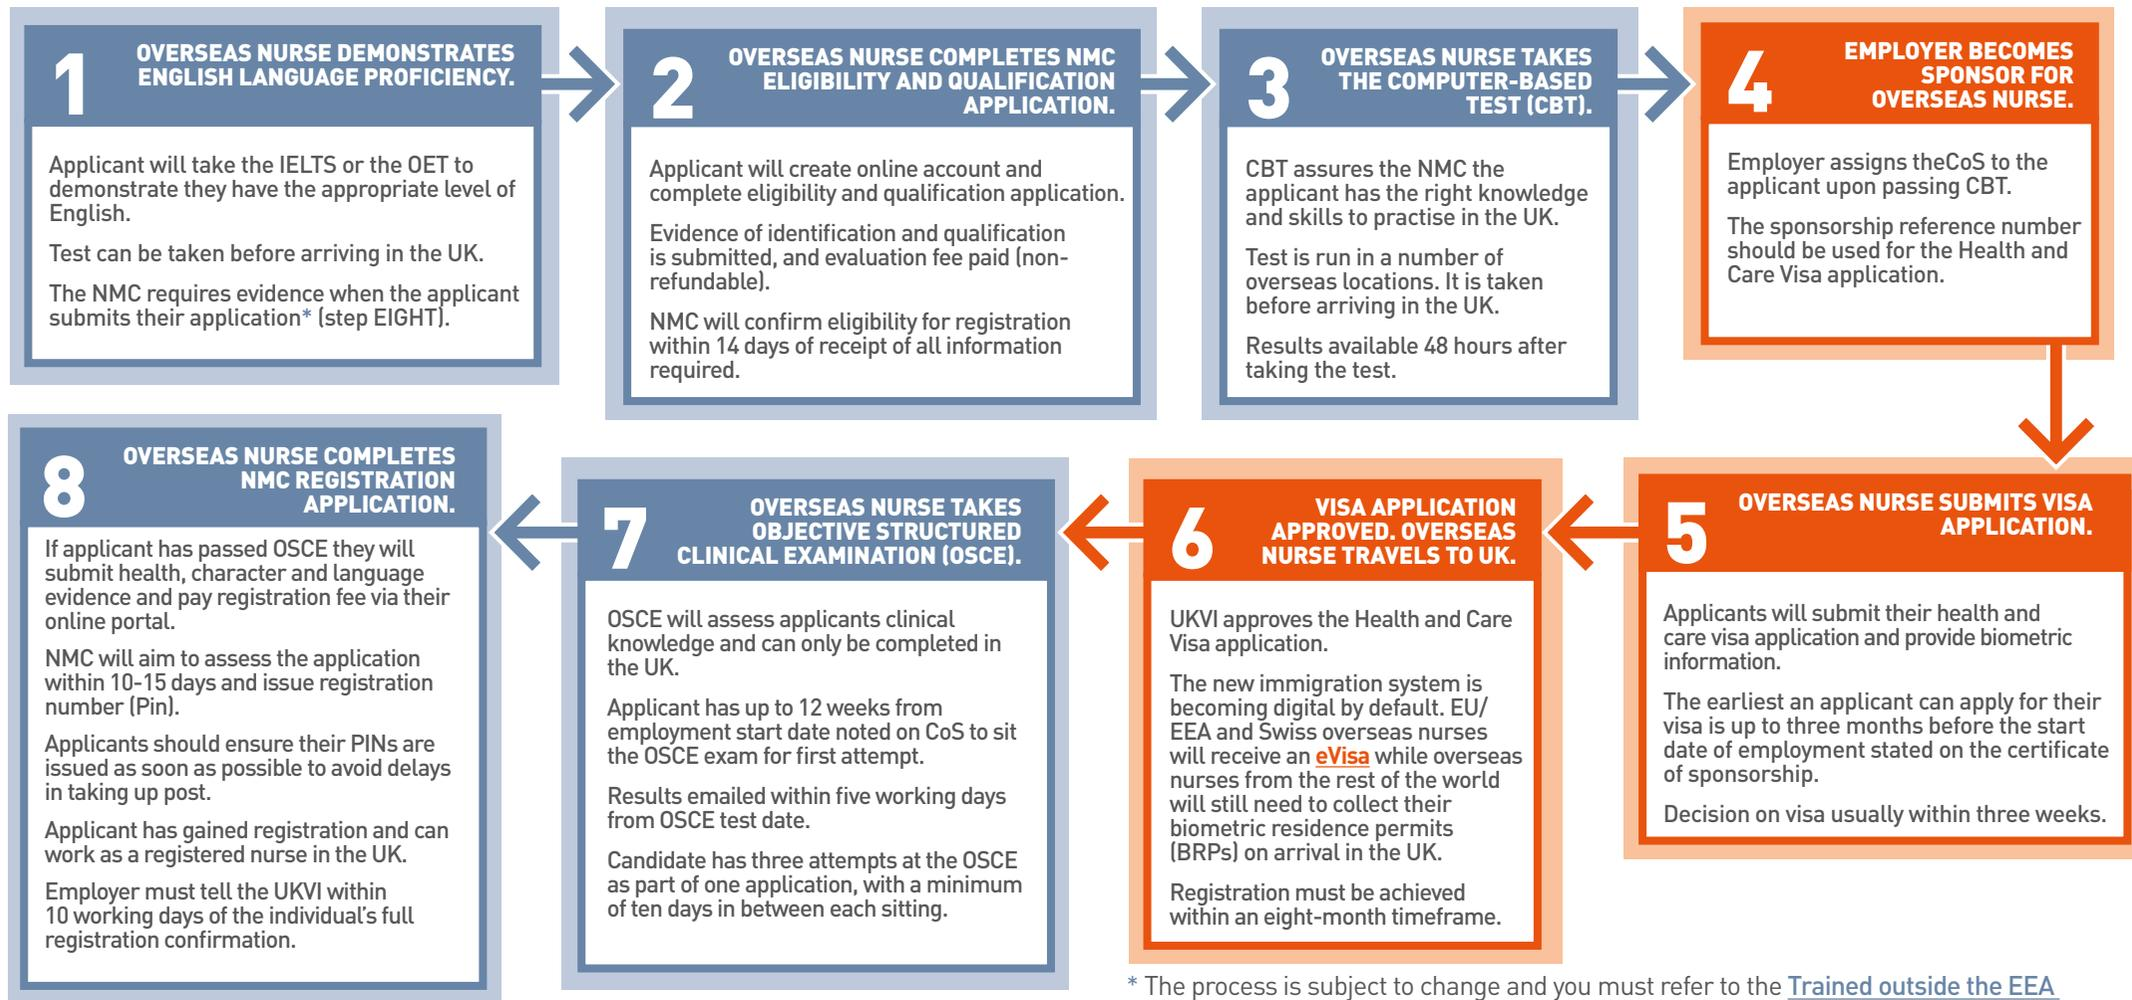 1
OVERSEAS NURSE DEMONSTRATES
ENGLISH LANGUAGE PROFICIENCY.
Applicant will take the IELTS or the OET to
demonstrate they have the appropriate level of
English.
Test can be taken before arriving in the UK.
The NMC requires evidence when the applicant
submits their application* (step EIGHT).
2
OVERSEAS NURSE COMPLETES NMC
ELIGIBILITY AND QUALIFICATION
APPLICATION.
Applicant will create online account and
complete eligibility and qualification application.
Evidence of identification and qualification
is submitted, and evaluation fee paid (non-
refundable).
NMC will confirm eligibility for registration
within 14 days of receipt of all information
required.
3
OVERSEAS NURSE TAKES
THE COMPUTER-BASED
TEST (CBT).
CBT assures the NMC the
applicant has the right knowledge
and skills to practise in the UK.
Test is run in a number of
overseas locations. It is taken
before arriving in the UK.
Results available 48 hours after
taking the test.
4
EMPLOYER BECOMES
SPONSOR FOR
OVERSEAS NURSE.
Employer assigns theCoS to the
applicant upon passing CBT.
The sponsorship reference number
should be used for the Health and
Care Visa application.
5
OVERSEAS NURSE SUBMITS VISA
APPLICATION.
Applicants will submit their health and
care visa application and provide biometric
information.
The earliest an applicant can apply for their
visa is up to three months before the start
date of employment stated on the certificate
of sponsorship.
Decision on visa usually within three weeks.
6
VISA APPLICATION
APPROVED. OVERSEAS
NURSE TRAVELS TO UK.
UKVI approves the Health and Care
Visa application.
The new immigration system is
becoming digital by default. EU/
EEA and Swiss overseas nurses
will receive an eVisa while overseas
nurses from the rest of the world
will still need to collect their
biometric residence permits
(BRPs) on arrival in the UK.
Registration must be achieved
within an eight-month timeframe.
7
OVERSEAS NURSE TAKES
OBJECTIVE STRUCTURED
CLINICAL EXAMINATION (OSCE).
OSCE will assess applicants clinical
knowledge and can only be completed in
the UK.
Applicant has up to 12 weeks from
employment start date noted on CoS to sit
the OSCE exam for first attempt.
Results emailed within five working days
from OSCE test date.
Candidate has three attempts at the OSCE
as part of one application, with a minimum
of ten days in between each sitting.
8
OVERSEAS NURSE COMPLETES
NMC REGISTRATION
APPLICATION.
If applicant has passed OSCE they will
submit health, character and language
evidence and pay registration fee via their
online portal.
NMC will aim to assess the application
within 10-15 days and issue registration
number (Pin).
Applicants should ensure their PINs are
issued as soon as possible to avoid delays
in taking up post.
Applicant has gained registration and can
work as a registered nurse in the UK.
Employer must tell the UKVI within
10 working days of the individual's full
registration confirmation.
* The process is subject to change and you must refer to the Trained outside the EEA